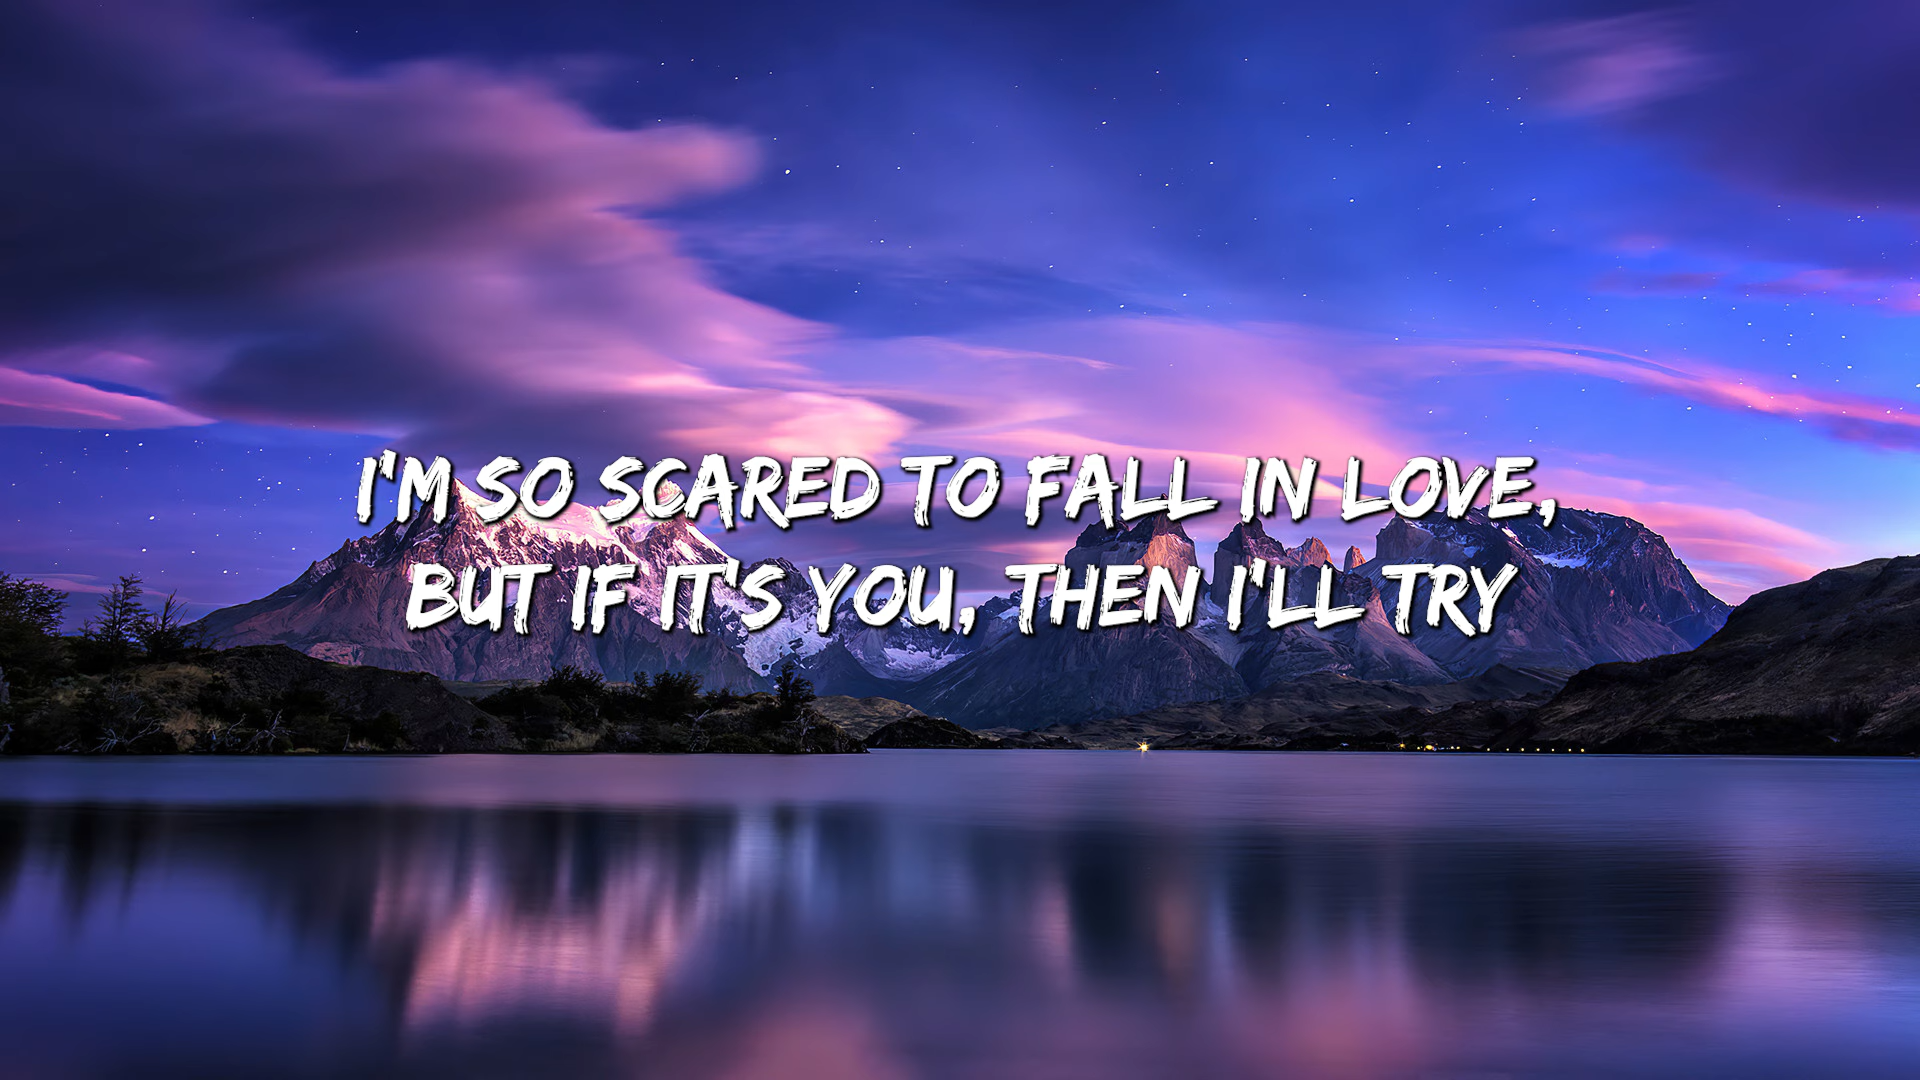 I'M SO SCARED TO FALL IN LOVE,
BUT IF IT'S YOU, THEN I'LL TRY